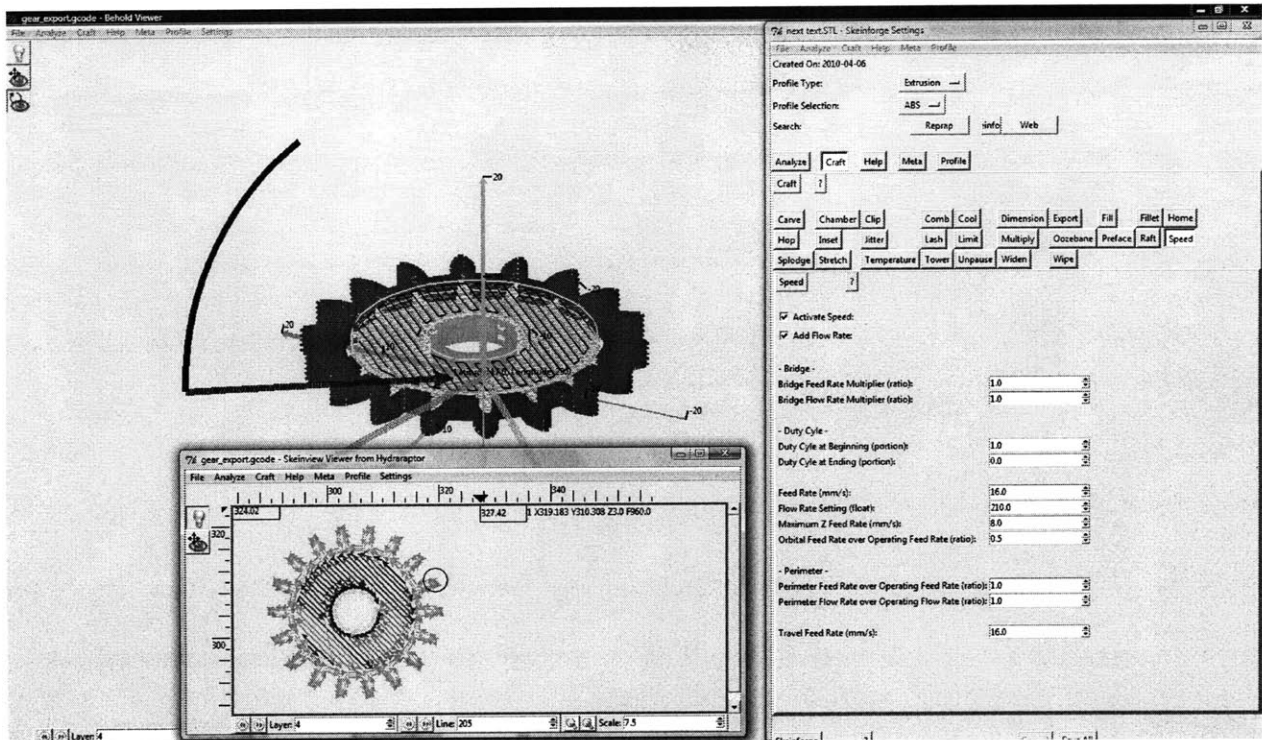 gear_export.gcode - Behold Viewer
File Analyze Craft Help Meta Profile Settings
20
20
20
10
10
Layer: 4
gear_export.gcode - Skeinview Viewer from Hydraraptor
File Analyze Craft Help Meta Profile Settings
300 320 340
324.02
327.42
1 X319.183 Y310.308 Z3.0 F960.0
320
300
Layer: 4
Line: 205
Scale: 7.5
next text.STL - Skeinforge Settings
File Analyze Craft Help Meta Profile
Created On: 2010-04-06
Profile Type: Extrusion
Profile Selection: ABS
Search: Reprap info Web
Analyze Craft Help Meta Profile
Craft ?
Carve Chamber Clip Comb Cool Dimension Export Fill Fillet Home
Hop Inset Jitter Lash Limit Multiply Oozebane Preface Raft Speed
Splodge Stretch Temperature Tower Unpause Widen Wipe
Speed ?
Activate Speed:
Add Flow Rate:
- Bridge -
Bridge Feed Rate Multiplier (ratio): 1.0
Bridge Flow Rate Multiplier (ratio): 1.0
- Duty Cyle -
Duty Cyle at Beginning (portion): 1.0
Duty Cyle at Ending (portion): 0.0
Feed Rate (mm/s): 16.0
Flow Rate Setting (float): 210.0
Maximum Z Feed Rate (mm/s): 8.0
Orbital Feed Rate over Operating Feed Rate (ratio): 0.5
- Perimeter -
Perimeter Feed Rate over Operating Feed Rate (ratio): 1.0
Perimeter Flow Rate over Operating Flow Rate (ratio): 1.0
Travel Feed Rate (mm/s): 16.0